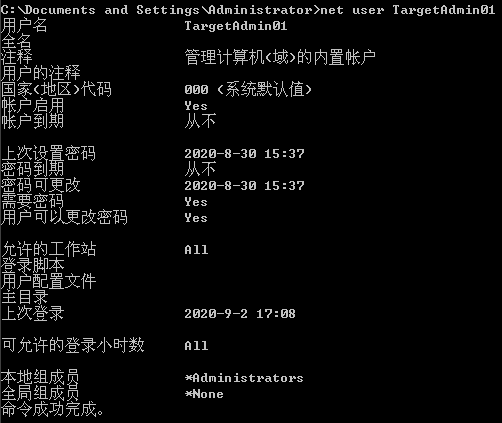 C:\Documents and Settings\Administrator>net user TargetAdmin01
用户名 TargetAdmin01
全名
注释 管理计算机(域)的内置帐户
用户的注释
国家(地区)代码 000 (系统默认值)
帐户启用 Yes
帐户到期 从不
上次设置密码 2020-8-30 15:37
密码到期 从不
密码可更改 2020-8-30 15:37
需要密码 Yes
用户可以更改密码 Yes
允许的工作站 All
登录脚本
用户配置文件
主目录
上次登录 2020-9-2 17:08
可允许的登录小时数 All
本地组成员 *Administrators
全局组成员 *None
命令成功完成。